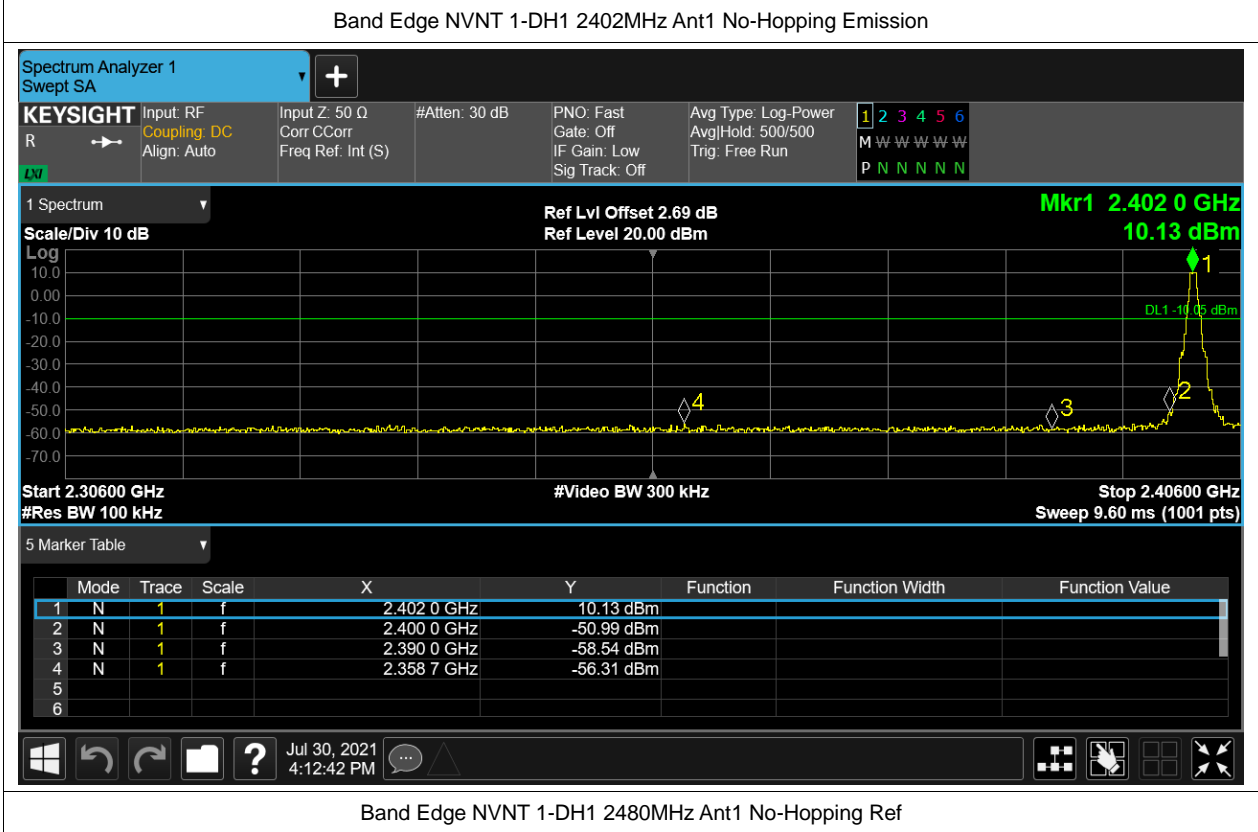 Band Edge NVNT 1-DH1 2402MHz Ant1 No-Hopping Emission
Spectrum Analyzer 1
Swept SA
KEYSIGHT Input: RF Input Z: 50 Ω #Atten: 30 dB PNO: Fast Avg Type: Log-Power 1 2 3 4 5 6
R Coupling: DC Corr CCorr Gate: Off Avg|Hold: 500/500 M W W W W W
Align: Auto Freq Ref: Int (S) IF Gain: Low Trig: Free Run
LXI Sig Track: Off P N N N N N
1 Spectrum Ref Lvl Offset 2.69 dB Mkr1 2.402 0 GHz
Scale/Div 10 dB Ref Level 20.00 dBm 10.13 dBm
Log
1
10.0
0.00
DL1 -10.05 dBm
-10.0
-20.0
-30.0
-40.0
2
4
3
-50.0
-60.0
-70.0
Start 2.30600 GHz #Video BW 300 kHz Stop 2.40600 GHz
#Res BW 100 kHz Sweep 9.60 ms (1001 pts)
5 Marker Table
Mode Trace Scale X Y Function Function Width Function Value
1 N 1 f 2.402 0 GHz 10.13 dBm
2 N 1 f 2.400 0 GHz -50.99 dBm
3 N 1 f 2.390 0 GHz -58.54 dBm
4 N 1 f 2.358 7 GHz -56.31 dBm
5
6
? Jul 30, 2021
4:12:42 PM
Band Edge NVNT 1-DH1 2480MHz Ant1 No-Hopping Ref